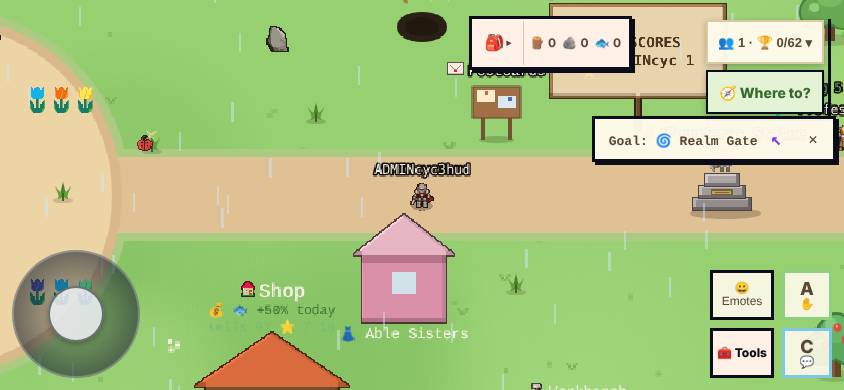 0 0 0
SCORES
INcyc 1
1 · 0/62
Where to?
Goal: Realm Gate
ADMINcyc3hud
Shop
+50% today
Able Sisters
Emotes
A
Tools
C